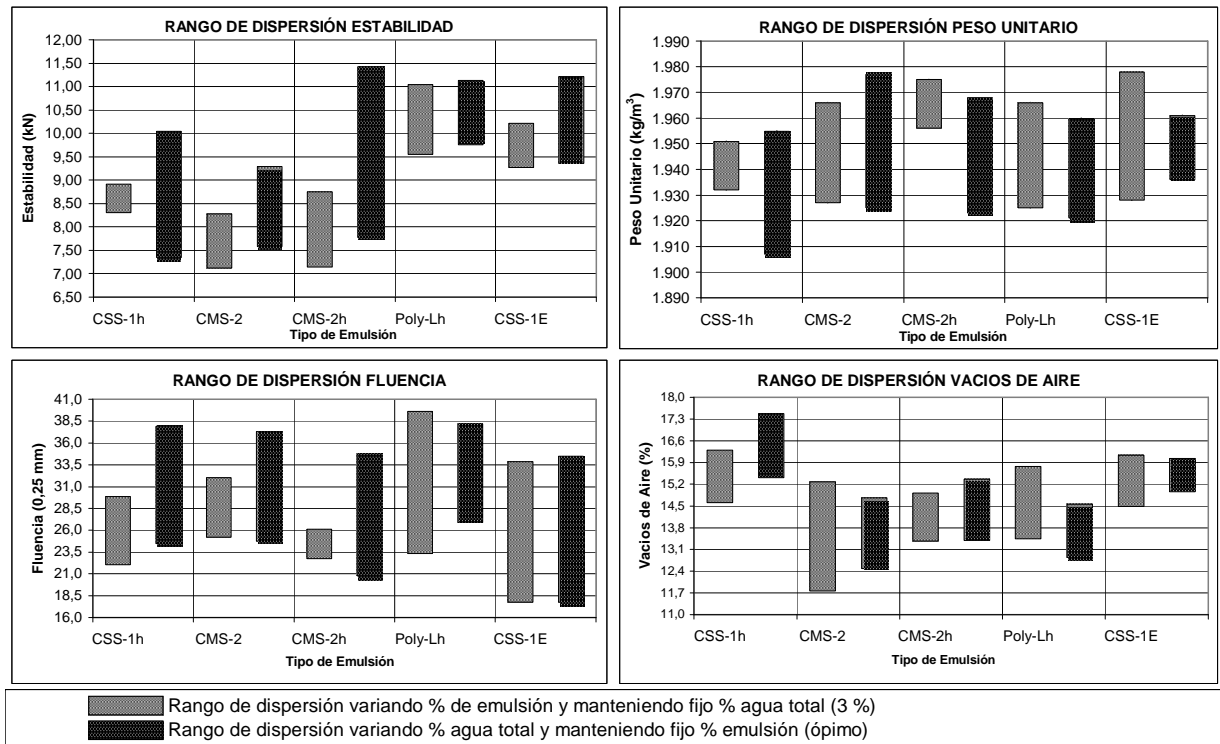 RANGO DE DISPERSIÓN ESTABILIDAD
Estabilidad (kN)
12,00
11,50
11,00
10,50
10,00
9,50
9,00
8,50
8,00
7,50
7,00
6,50
CSS-1h CMS-2 CMS-2h Poly-Lh CSS-1E
Tipo de Emulsión
RANGO DE DISPERSIÓN PESO UNITARIO
Peso Unitario (kg/m³)
1.990
1.980
1.970
1.960
1.950
1.940
1.930
1.920
1.910
1.900
1.890
CSS-1h CMS-2 CMS-2h Poly-Lh CSS-1E
Tipo de Emulsión
RANGO DE DISPERSIÓN FLUENCIA
Fluencia (0,25 mm)
41,0
38,5
36,0
33,5
31,0
28,5
26,0
23,5
21,0
18,5
16,0
CSS-1h CMS-2 CMS-2h Poly-Lh CSS-1E
Tipo de Emulsión
RANGO DE DISPERSIÓN VACIOS DE AIRE
Vacios de Aire (%)
18,0
17,3
16,6
15,9
15,2
14,5
13,8
13,1
12,4
11,7
11,0
CSS-1h CMS-2 CMS-2h Poly-Lh CSS-1E
Tipo de Emulsión
Rango de dispersión variando % de emulsión y manteniendo fijo % agua total (3 %)
Rango de dispersión variando % agua total y manteniendo fijo % emulsión (ópimo)